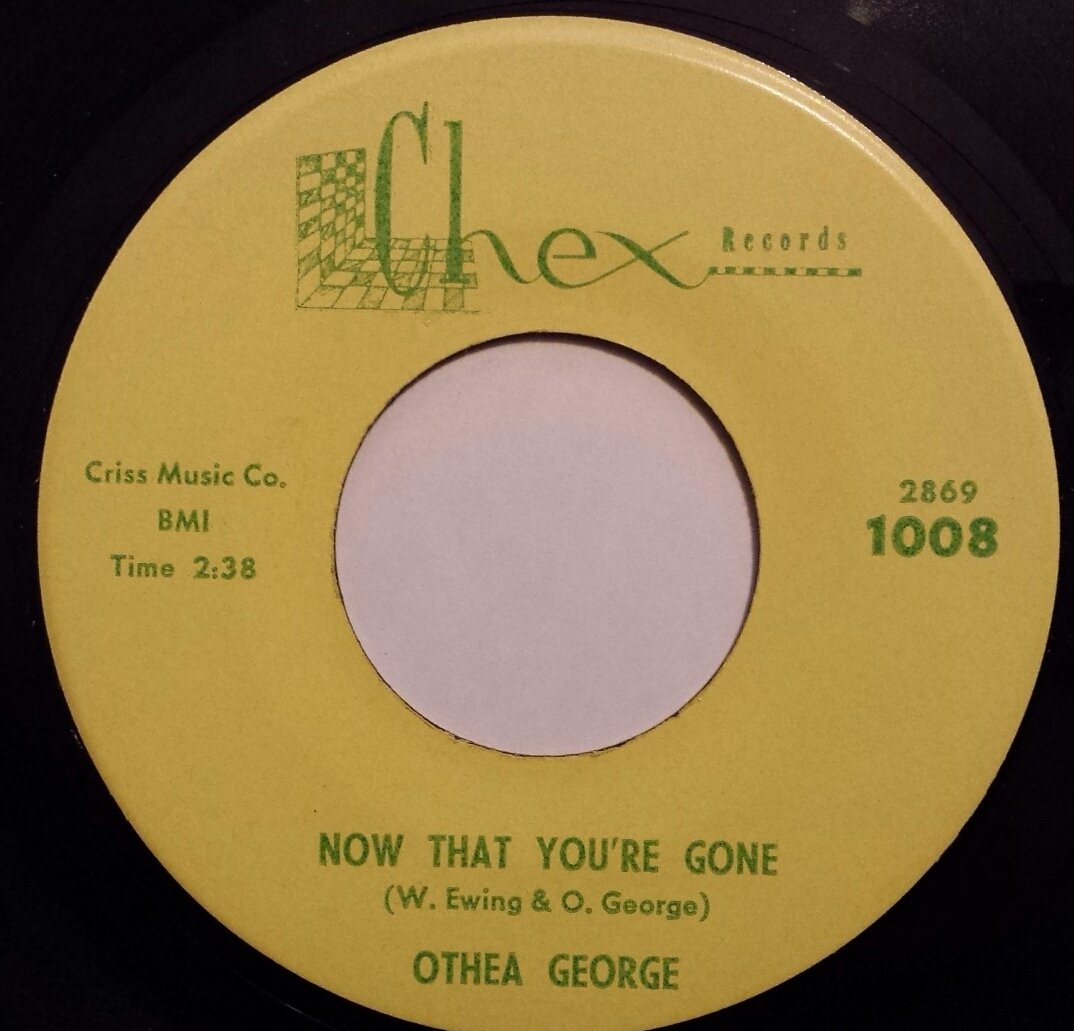 Chex Records
Criss Music Co.
BMI
Time 2:38
2869
1008
NOW THAT YOU'RE GONE
(W. Ewing & O. George)
OTHEA GEORGE